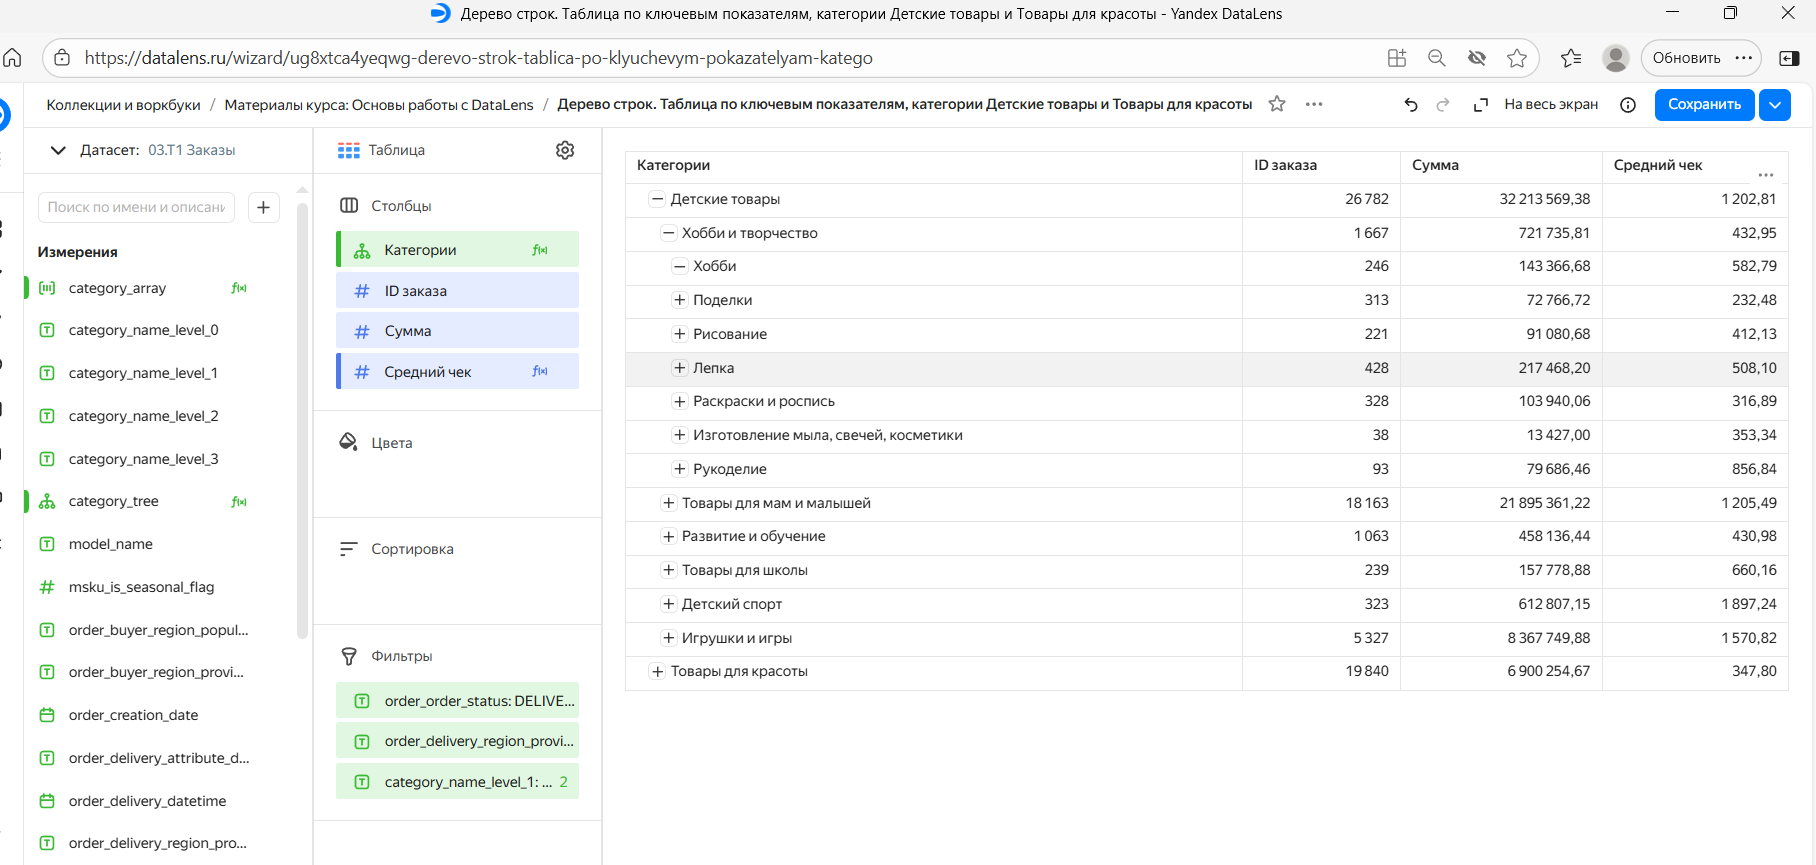 Дерево строк. Таблица по ключевым показателям, категории Детские товары и Товары для красоты - Yandex DataLens
https://datalens.ru/wizard/ug8xtca4yeqwg-derevo-strok-tablica-po-klyuchevym-pokazatelyam-katego
Обновить
Коллекции и воркбуки / Материалы курса: Основы работы с DataLens / Дерево строк. Таблица по ключевым показателям, категории Детские товары и Товары для красоты
На весь экран
Сохранить
Датасет: 03.T1 Заказы
Поиск по имени и описани
Измерения
category_array
category_name_level_0
category_name_level_1
category_name_level_2
category_name_level_3
category_tree
model_name
msku_is_seasonal_flag
order_buyer_region_popul...
order_buyer_region_provi...
order_creation_date
order_delivery_attribute_d...
order_delivery_datetime
order_delivery_region_pro...
Таблица
Столбцы
Категории
ID заказа
Сумма
Средний чек
Цвета
Сортировка
Фильтры
order_order_status: DELIVE...
order_delivery_region_provi...
category_name_level_1: ... 2
Категории ID заказа Сумма Средний чек
Детские товары 26 782 32 213 569,38 1 202,81
Хобби и творчество 1 667 721 735,81 432,95
Хобби 246 143 366,68 582,79
Поделки 313 72 766,72 232,48
Рисование 221 91 080,68 412,13
Лепка 428 217 468,20 508,10
Раскраски и роспись 328 103 940,06 316,89
Изготовление мыла, свечей, косметики 38 13 427,00 353,34
Рукоделие 93 79 686,46 856,84
Товары для мам и малышей 18 163 21 895 361,22 1 205,49
Развитие и обучение 1 063 458 136,44 430,98
Товары для школы 239 157 778,88 660,16
Детский спорт 323 612 807,15 1 897,24
Игрушки и игры 5 327 8 367 749,88 1 570,82
Товары для красоты 19 840 6 900 254,67 347,80